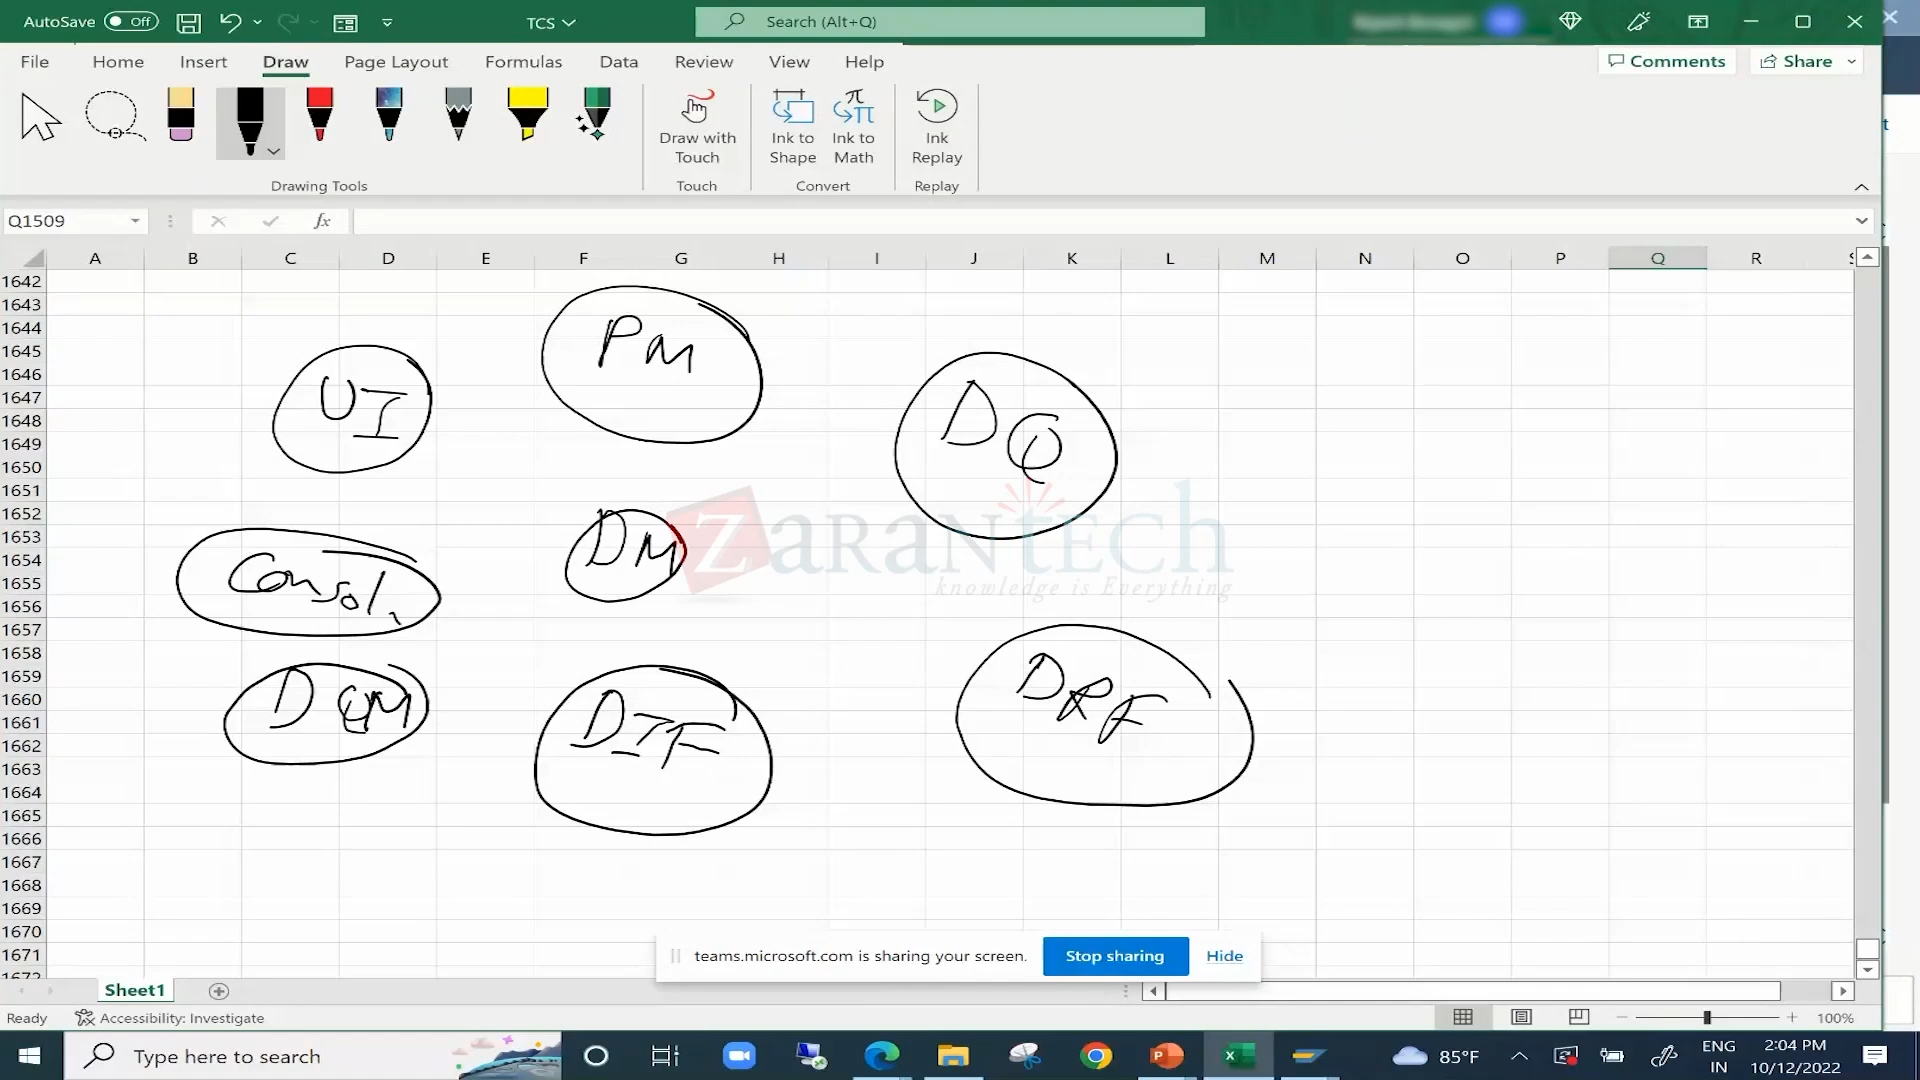 AutoSave Off TCS Search (Alt+Q)
File Home Insert Draw Page Layout Formulas Data Review View Help Comments Share
Draw with Touch
Ink to Shape
Ink to Math
Ink Replay
Drawing Tools Touch Convert Replay
Q1509 fx
A B C D E F G H I J K L M N O P Q R S
1642
1643
1644
1645
1646
1647
1648
1649
1650
1651
1652
1653
1654
1655
1656
1657
1658
1659
1660
1661
1662
1663
1664
1665
1666
1667
1668
1669
1670
1671
1672
PM
UI
DQ
DM
Consol.
DIF
DRF
ZaranTech
knowledge is Everything
teams.microsoft.com is sharing your screen. Stop sharing Hide
Sheet1
Ready Accessibility: Investigate 100%
Type here to search
85°F
ENG
IN
2:04 PM
10/12/2022